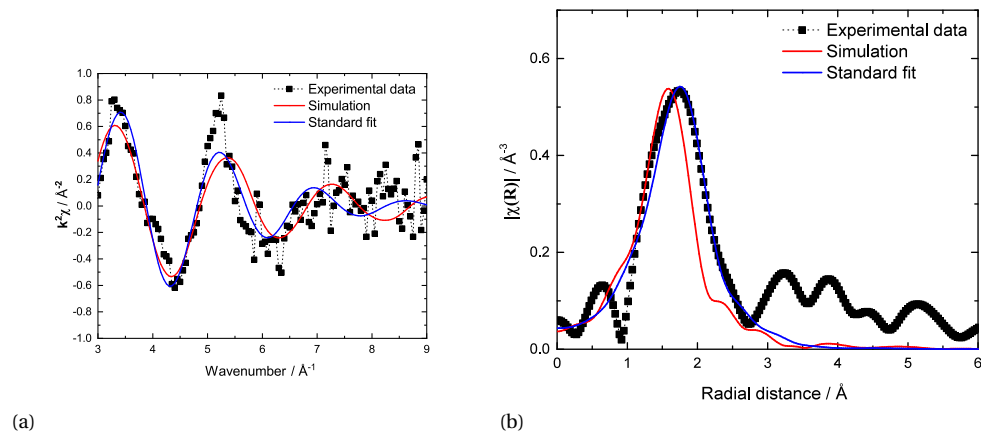 1.0
0.8
0.6
0.4
0.2
0.0
-0.2
-0.4
-0.6
-0.8
-1.0
k²χ / Å⁻²
Experimental data
Simulation
Standard fit
3 4 5 6 7 8 9
Wavenumber / Å⁻¹
(a)
0.6
0.4
0.2
0.0
|χ(R)| / Å⁻³
Experimental data
Simulation
Standard fit
0 1 2 3 4 5 6
Radial distance / Å
(b)